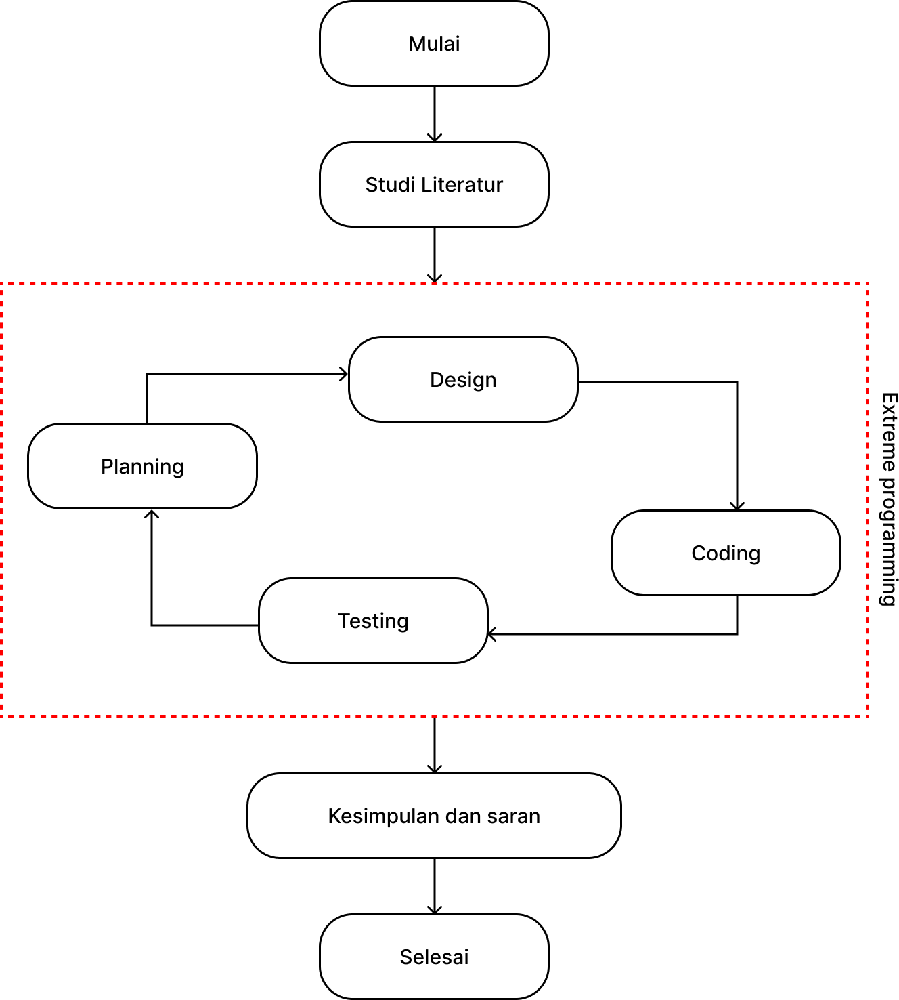 Mulai
Studi Literatur
Design
Planning
Coding
Testing
Extreme programming
Kesimpulan dan saran
Selesai